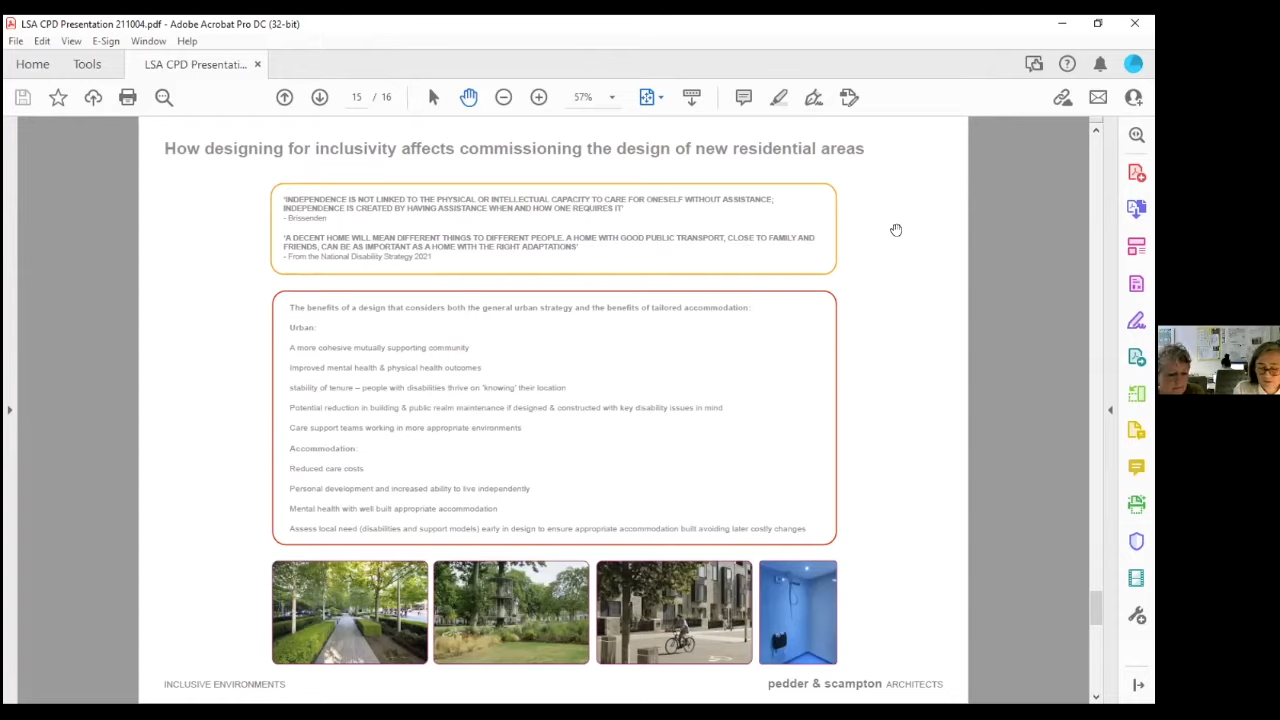 LSA CPD Presentation 211004.pdf - Adobe Acrobat Pro DC (32-bit)
File Edit View E-Sign Window Help
Home Tools LSA CPD Presentati... ×
15 / 16 57%
How designing for inclusivity affects commissioning the design of new residential areas
'INDEPENDENCE IS NOT LINKED TO THE PHYSICAL OR INTELLECTUAL CAPACITY TO CARE FOR ONESELF WITHOUT ASSISTANCE;
INDEPENDENCE IS CREATED BY HAVING ASSISTANCE WHEN AND HOW ONE REQUIRES IT'
- Brissenden
'A DECENT HOME WILL MEAN DIFFERENT THINGS TO DIFFERENT PEOPLE. A HOME WITH GOOD PUBLIC TRANSPORT, CLOSE TO FAMILY AND
FRIENDS, CAN BE AS IMPORTANT AS A HOME WITH THE RIGHT ADAPTATIONS'
- From the National Disability Strategy 2021
The benefits of a design that considers both the general urban strategy and the benefits of tailored accommodation:
Urban:
A more cohesive mutually supporting community
Improved mental health & physical health outcomes
stability of tenure – people with disabilities thrive on 'knowing' their location
Potential reduction in building & public realm maintenance if designed & constructed with key disability issues in mind
Care support teams working in more appropriate environments
Accommodation:
Reduced care costs
Personal development and increased ability to live independently
Mental health with well built appropriate accommodation
Assess local need (disabilities and support models) early in design to ensure appropriate accommodation built avoiding later costly changes
INCLUSIVE ENVIRONMENTS
pedder & scampton ARCHITECTS